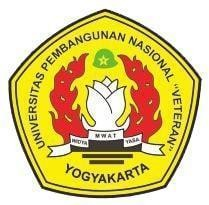 UNIVERSITAS PEMBANGUNAN NASIONAL "VETERAN"
WIDYA MWAT YASA
YOGYAKARTA